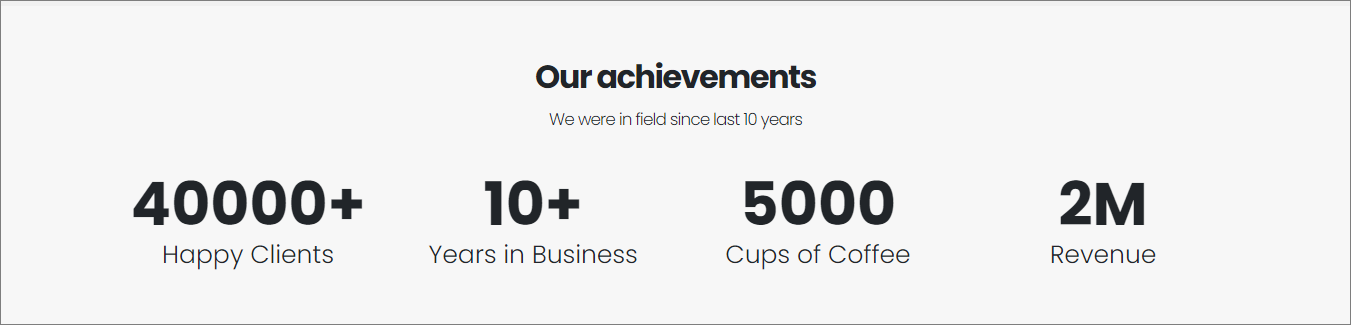 Our achievements
We were in field since last 10 years
40000+ 10+ 5000 2M
Happy Clients Years in Business Cups of Coffee Revenue